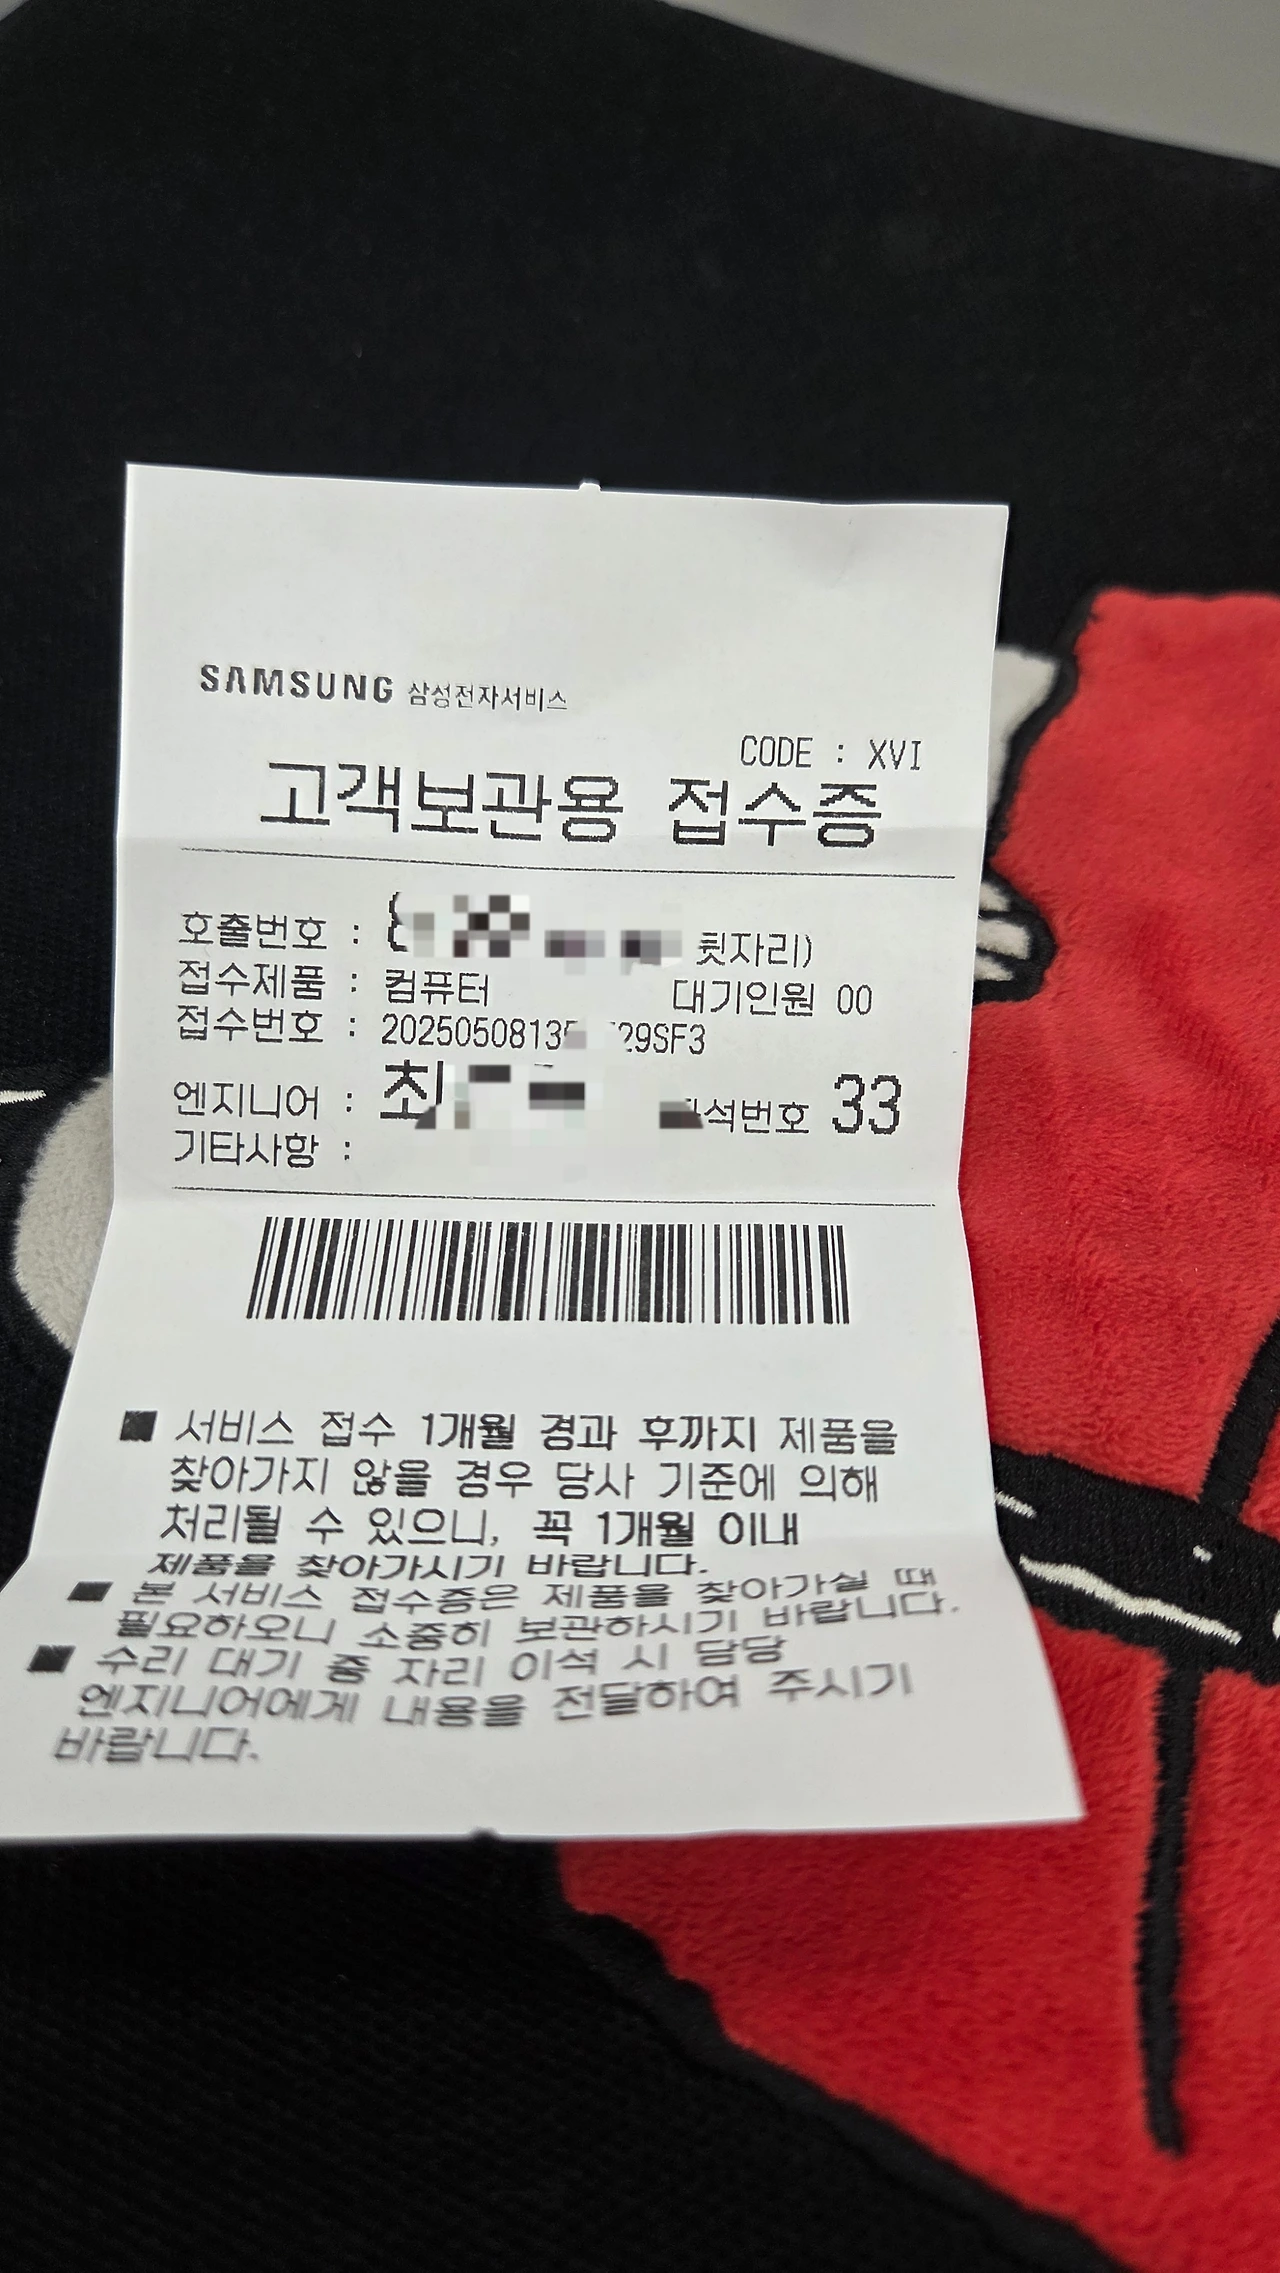 SAMSUNG 삼성전자서비스
CODE : XVI
고객보관용 접수증
호출번호 : 뒷자리)
접수제품 : 컴퓨터 대기인원 00
접수번호 : 2025050813 29SF3
엔지니어 : 최 석번호 33
기타사항 :
■ 서비스 접수 1개월 경과 후까지 제품을
찾아가지 않을 경우 당사 기준에 의해
처리될 수 있으니, 꼭 1개월 이내
제품을 찾아가시기 바랍니다.
■ 본 서비스 접수증은 제품을 찾아가실 때
필요하오니 소중히 보관하시기 바랍니다.
■ 수리 대기 중 자리 이석 시 담당
엔지니어에게 내용을 전달하여 주시기
바랍니다.